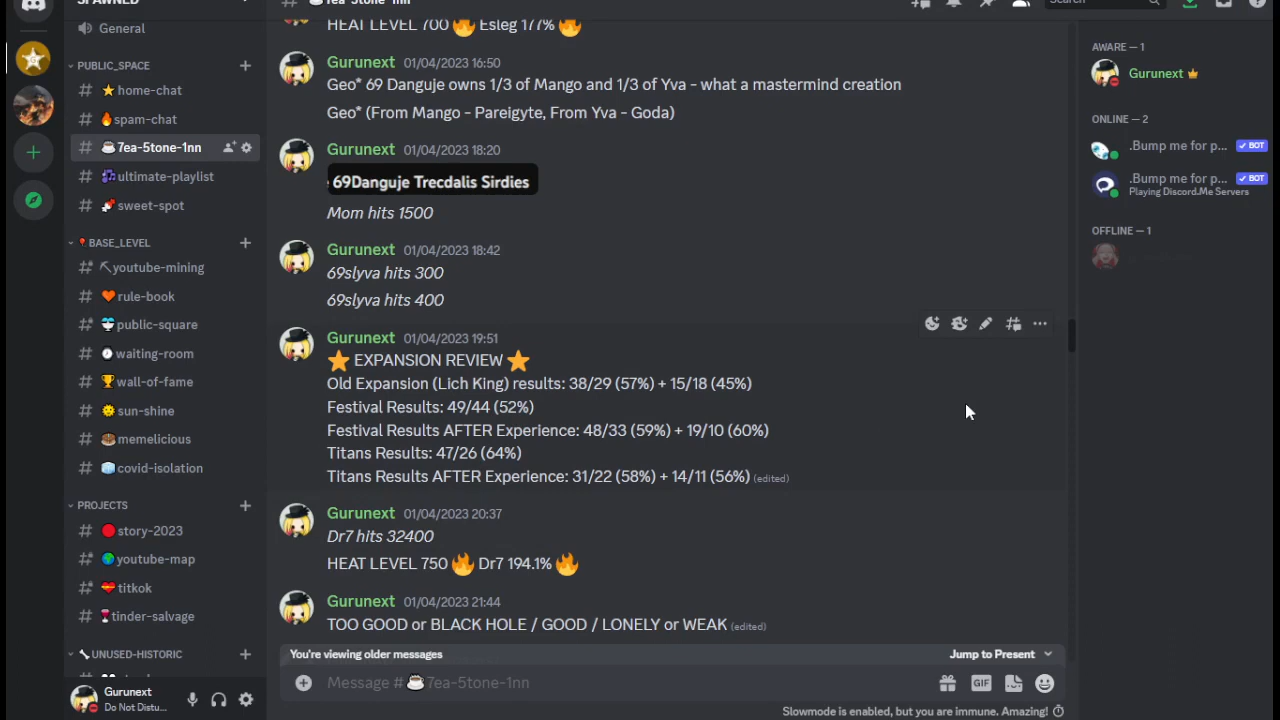 SPAWNED
General
PUBLIC_SPACE
home-chat
spam-chat
7ea-5tone-1nn
ultimate-playlist
sweet-spot
BASE_LEVEL
youtube-mining
rule-book
public-square
waiting-room
wall-of-fame
sun-shine
memelicious
covid-isolation
PROJECTS
story-2023
youtube-map
titkok
tinder-salvage
UNUSED-HISTORIC
Gurunext
Do Not Distu...
7ea-5tone-1nn
Search
HEAT LEVEL 700 🔥 Esleg 177% 🔥
Gurunext 01/04/2023 16:50
Geo* 69 Danguje owns 1/3 of Mango and 1/3 of Yva - what a mastermind creation
Geo* (From Mango - Pareigyte, From Yva - Goda)
Gurunext 01/04/2023 18:20
69Danguje Trecdalis Sirdies
Mom hits 1500
Gurunext 01/04/2023 18:42
69slyva hits 300
69slyva hits 400
Gurunext 01/04/2023 19:51
⭐ EXPANSION REVIEW ⭐
Old Expansion (Lich King) results: 38/29 (57%) + 15/18 (45%)
Festival Results: 49/44 (52%)
Festival Results AFTER Experience: 48/33 (59%) + 19/10 (60%)
Titans Results: 47/26 (64%)
Titans Results AFTER Experience: 31/22 (58%) + 14/11 (56%) (edited)
Gurunext 01/04/2023 20:37
Dr7 hits 32400
HEAT LEVEL 750 🔥 Dr7 194.1% 🔥
Gurunext 01/04/2023 21:44
TOO GOOD or BLACK HOLE / GOOD / LONELY or WEAK (edited)
You're viewing older messages
Jump to Present
Message # ☕7ea-5tone-1nn
GIF
Slowmode is enabled, but you are immune. Amazing!
AWARE — 1
Gurunext
ONLINE — 2
.Bump me for p... ✓ BOT
.Bump me for p... ✓ BOT
Playing Discord.Me Servers
OFFLINE — 1